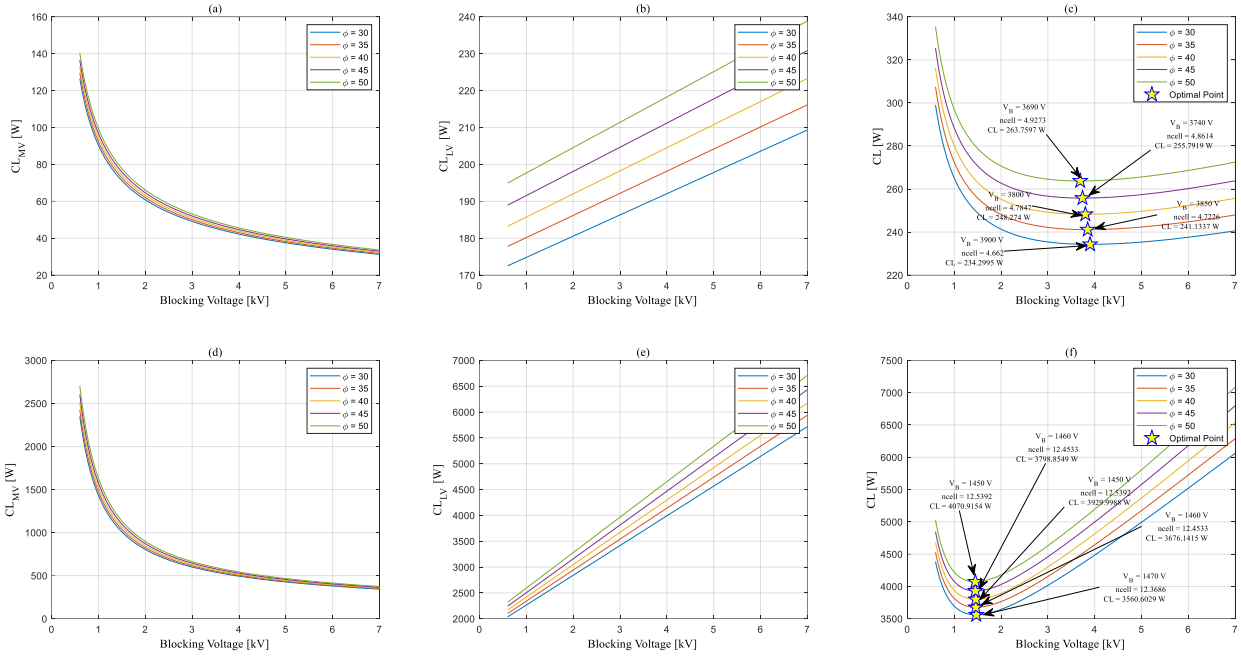 (a)
160
140
120
100
80
60
40
20
CL_MV [W]
0 1 2 3 4 5 6 7
Blocking Voltage [kV]
ϕ = 30
ϕ = 35
ϕ = 40
ϕ = 45
ϕ = 50
(b)
240
230
220
210
200
190
180
170
CL_LV [W]
0 1 2 3 4 5 6 7
Blocking Voltage [kV]
ϕ = 30
ϕ = 35
ϕ = 40
ϕ = 45
ϕ = 50
(c)
340
320
300
280
260
240
220
CL [W]
0 1 2 3 4 5 6 7
Blocking Voltage [kV]
ϕ = 30
ϕ = 35
ϕ = 40
ϕ = 45
ϕ = 50
Optimal Point
V_B = 3690 V
ncell = 4.9273
CL = 263.7597 W
V_B = 3740 V
ncell = 4.8614
CL = 255.7919 W
V_B = 3800 V
ncell = 4.7847
CL = 248.274 W
V_B = 3850 V
ncell = 4.7226
CL = 241.1337 W
V_B = 3900 V
ncell = 4.662
CL = 234.2995 W
(d)
3000
2500
2000
1500
1000
500
0
CL_MV [W]
0 1 2 3 4 5 6 7
Blocking Voltage [kV]
ϕ = 30
ϕ = 35
ϕ = 40
ϕ = 45
ϕ = 50
(e)
7000
6500
6000
5500
5000
4500
4000
3500
3000
2500
2000
CL_LV [W]
0 1 2 3 4 5 6 7
Blocking Voltage [kV]
ϕ = 30
ϕ = 35
ϕ = 40
ϕ = 45
ϕ = 50
(f)
7500
7000
6500
6000
5500
5000
4500
4000
3500
CL [W]
0 1 2 3 4 5 6 7
Blocking Voltage [kV]
ϕ = 30
ϕ = 35
ϕ = 40
ϕ = 45
ϕ = 50
Optimal Point
V_B = 1460 V
ncell = 12.4533
CL = 3798.8549 W
V_B = 1450 V
ncell = 12.5392
CL = 4070.9154 W
V_B = 1450 V
ncell = 12.5392
CL = 3929.9988 W
V_B = 1460 V
ncell = 12.4533
CL = 3676.1415 W
V_B = 1470 V
ncell = 12.3686
CL = 3560.6029 W